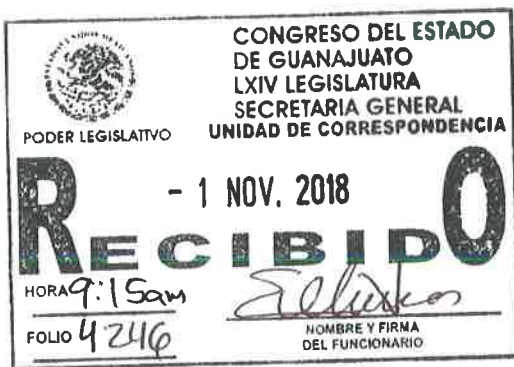 CONGRESO DEL ESTADO
DE GUANAJUATO
LXIV LEGISLATURA
SECRETARIA GENERAL
UNIDAD DE CORRESPONDENCIA
PODER LEGISLATIVO
- 1 NOV. 2018
RECIBIDO
HORA 9:15am
FOLIO 4246
NOMBRE Y FIRMA
DEL FUNCIONARIO